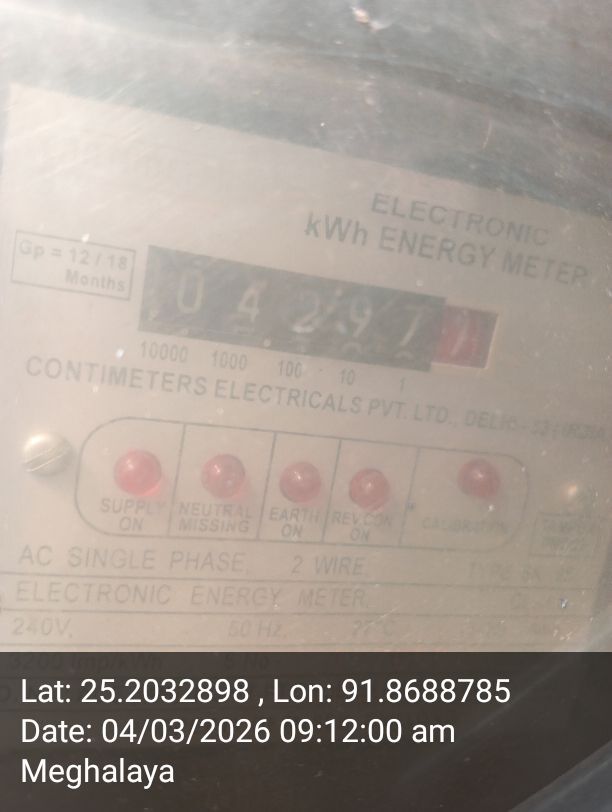 ELECTRONIC
kWh ENERGY METER
Gp = 12 / 18
Months
0 4 2 9 7
10000 1000 100 10 1
CONTIMETERS ELECTRICALS PVT. LTD.,
SUPPLY ON
NEUTRAL MISSING
EARTH ON
REV.CON. ON
CALIBRATION
AC SINGLE PHASE, 2 WIRE
ELECTRONIC ENERGY METER
240V, 50 Hz,
3200 imp/kWh
Lat: 25.2032898 , Lon: 91.8688785
Date: 04/03/2026 09:12:00 am
Meghalaya